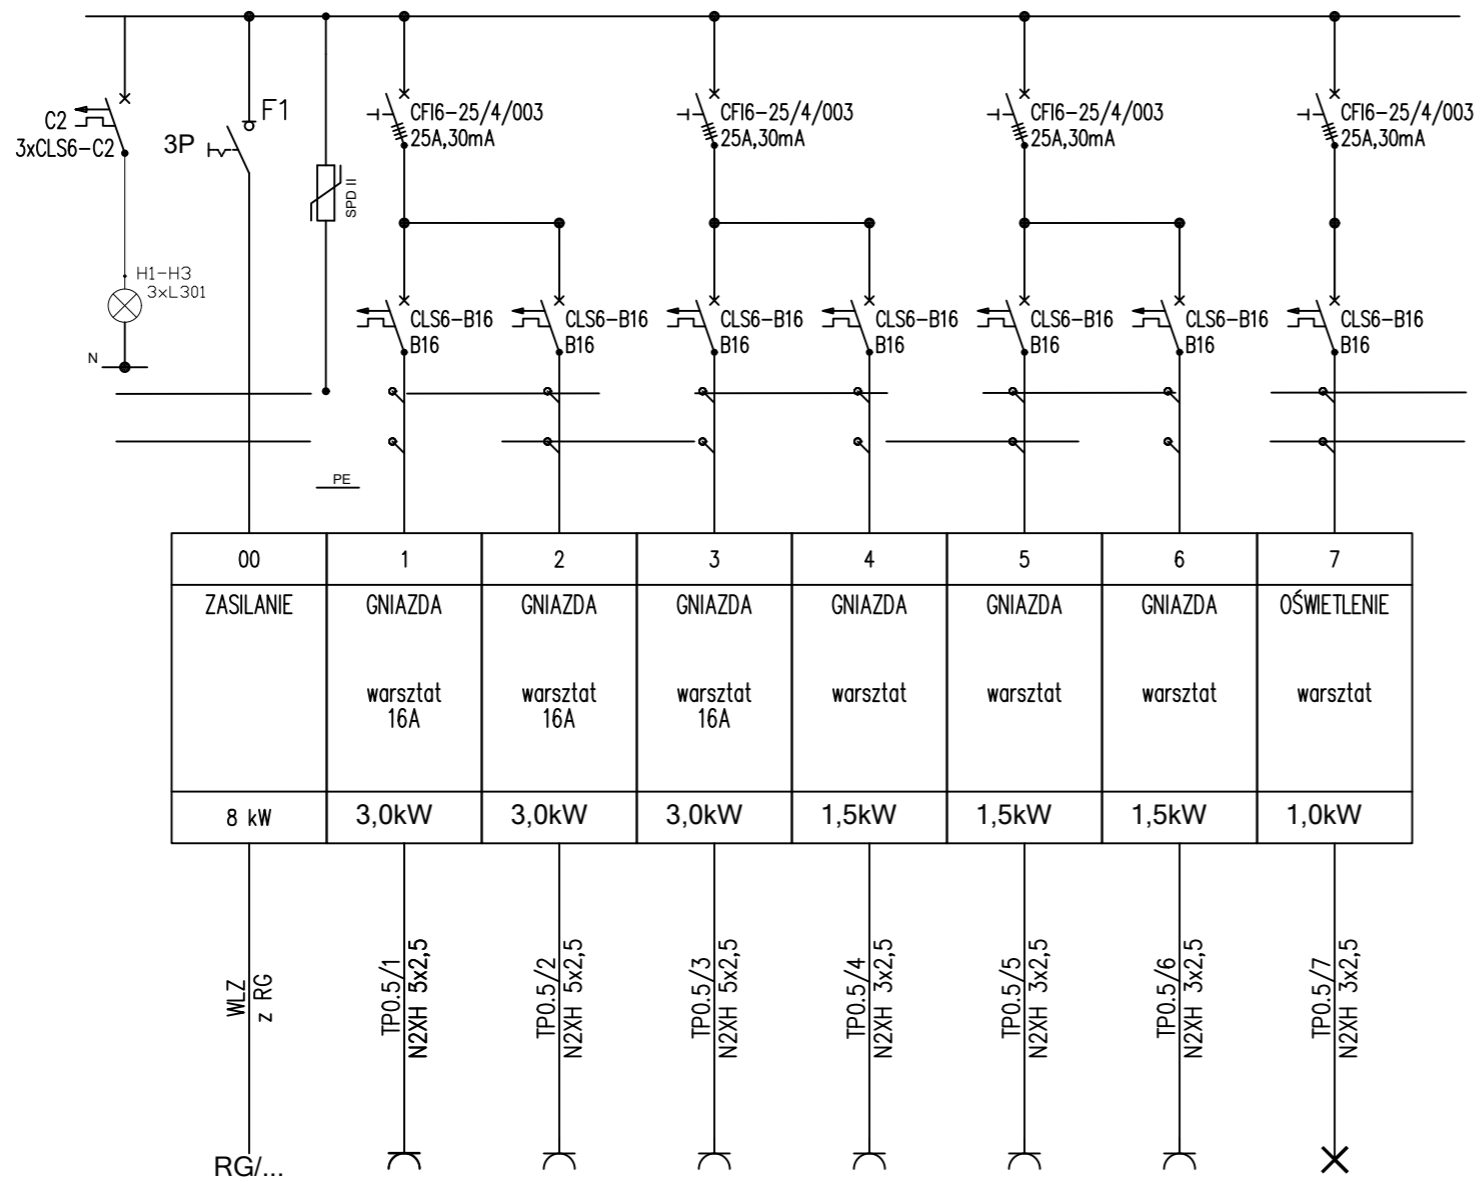 C2
3xCLS6-C2
3P
F1
SPD II
H1-H3
3xL301
N
CFI6-25/4/003
25A,30mA
CFI6-25/4/003
25A,30mA
CFI6-25/4/003
25A,30mA
CFI6-25/4/003
25A,30mA
CLS6-B16
B16
CLS6-B16
B16
CLS6-B16
B16
CLS6-B16
B16
CLS6-B16
B16
CLS6-B16
B16
CLS6-B16
B16
PE
00 1 2 3 4 5 6 7
ZASILANIE GNIAZDA GNIAZDA GNIAZDA GNIAZDA GNIAZDA GNIAZDA OŚWIETLENIE
warsztat warsztat warsztat warsztat warsztat warsztat warsztat
16A 16A 16A
8 kW 3,0kW 3,0kW 3,0kW 1,5kW 1,5kW 1,5kW 1,0kW
WLZ
z RG
TP0.5/1
N2XH 5x2,5
TP0.5/2
N2XH 5x2,5
TP0.5/3
N2XH 5x2,5
TP0.5/4
N2XH 3x2,5
TP0.5/5
N2XH 3x2,5
TP0.5/6
N2XH 3x2,5
TP0.5/7
N2XH 3x2,5
RG/...